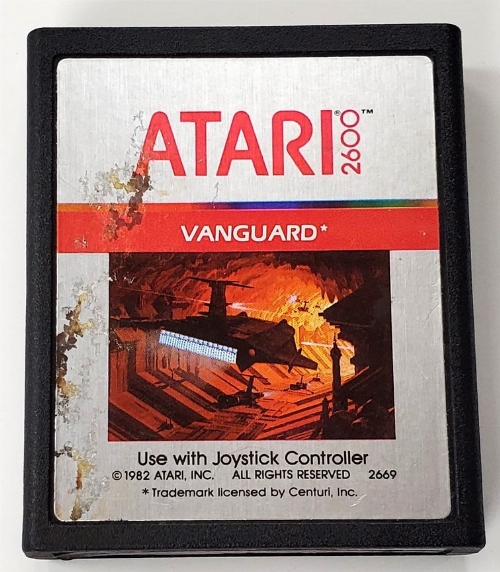 ATARI® 2600™
VANGUARD*
Use with Joystick Controller
© 1982 ATARI, INC. ALL RIGHTS RESERVED 2669
* Trademark licensed by Centuri, Inc.